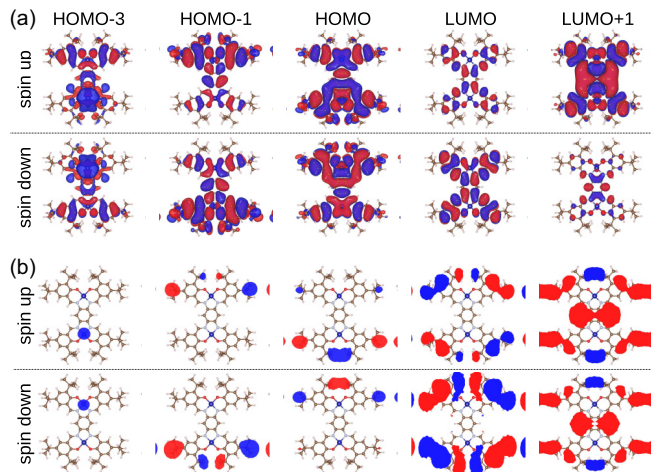 (a) HOMO-3 HOMO-1 HOMO LUMO LUMO+1
spin up
spin down
(b)
spin up
spin down